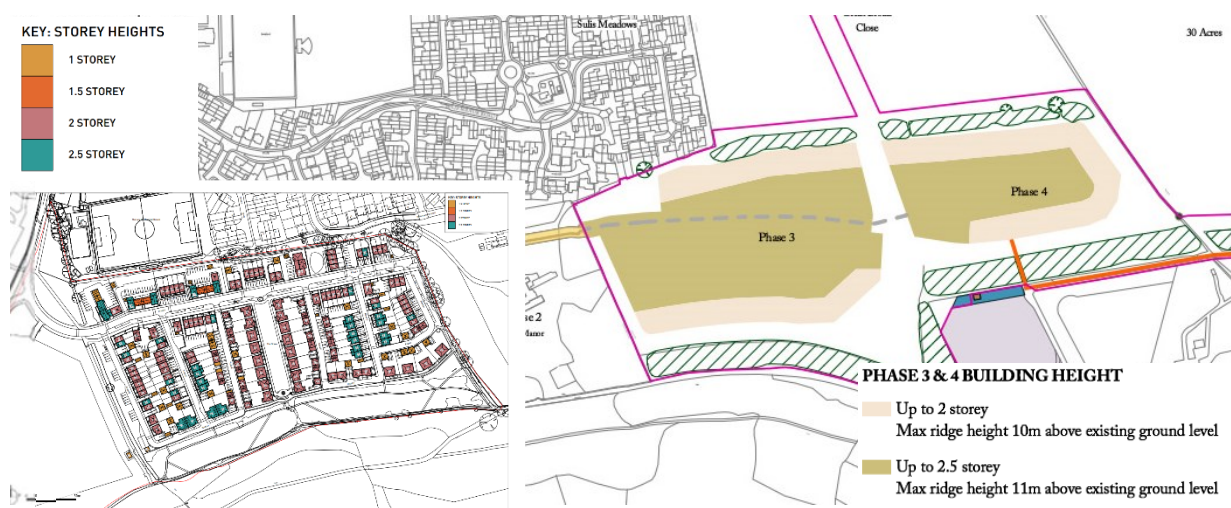 KEY: STOREY HEIGHTS
1 STOREY
1.5 STOREY
2 STOREY
2.5 STOREY
Sulis Meadows
Close
30 Acres
Phase 4
Phase 3
se 2
Manor
PHASE 3 & 4 BUILDING HEIGHT
Up to 2 storey
Max ridge height 10m above existing ground level
Up to 2.5 storey
Max ridge height 11m above existing ground level